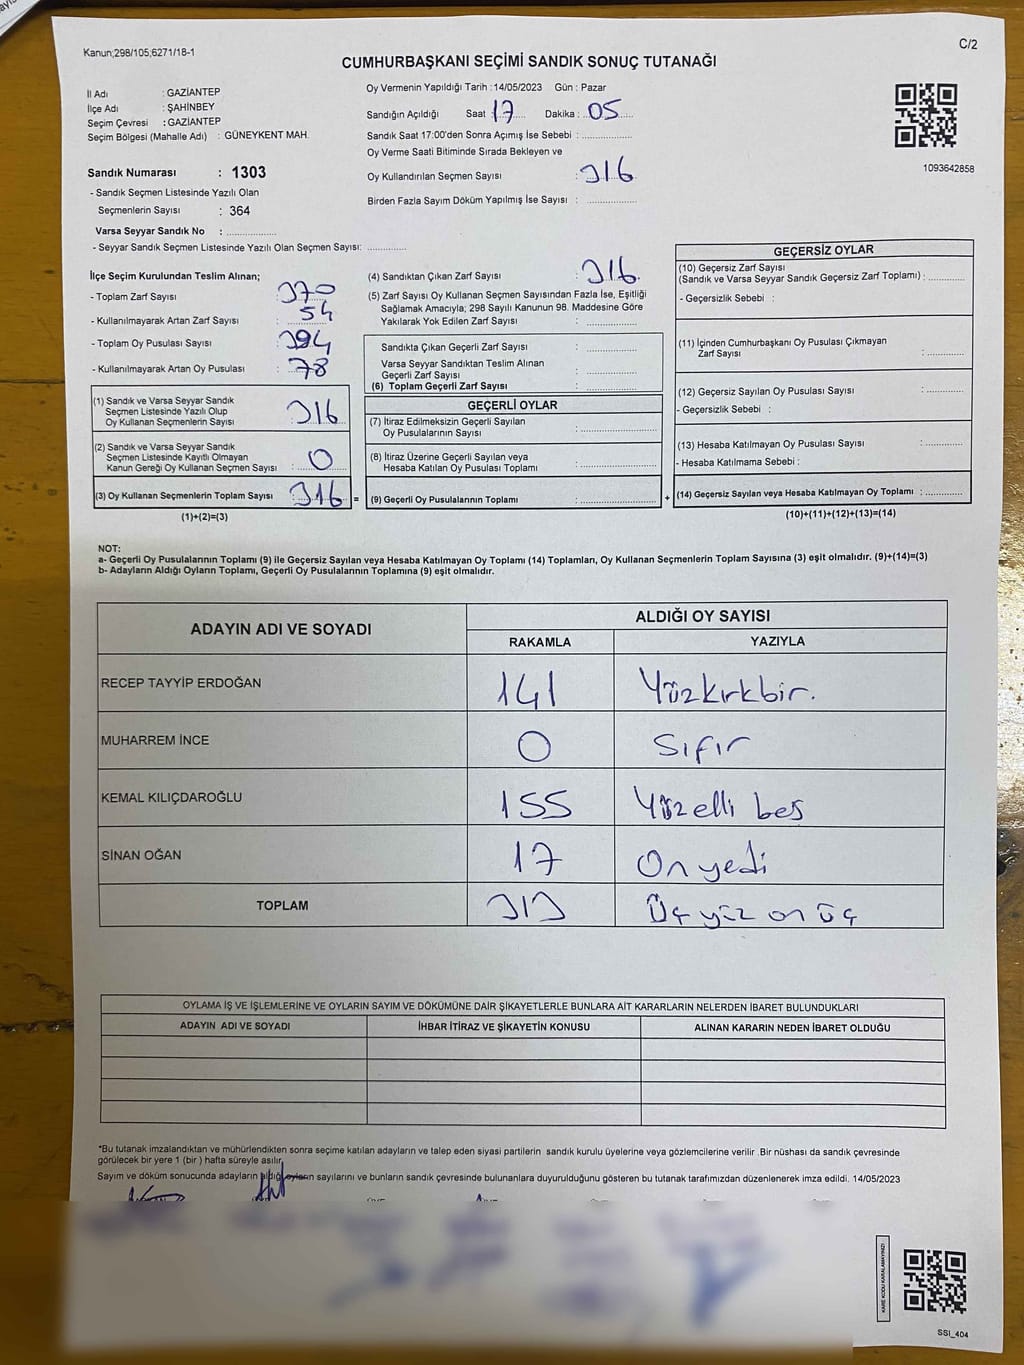 Kanun;298/105;6271/18-1
C/2
CUMHURBAŞKANI SEÇİMİ SANDIK SONUÇ TUTANAĞI
İl Adı : GAZİANTEP
İlçe Adı : ŞAHİNBEY
Seçim Çevresi : GAZİANTEP
Seçim Bölgesi (Mahalle Adı) : GÜNEYKENT MAH.
Sandık Numarası : 1303
- Sandık Seçmen Listesinde Yazılı Olan
Seçmenlerin Sayısı : 364
Varsa Seyyar Sandık No : ..................
- Seyyar Sandık Seçmen Listesinde Yazılı Olan Seçmen Sayısı: ..............
Oy Vermenin Yapıldığı Tarih : 14/05/2023 Gün : Pazar
Sandığın Açıldığı Saat : 17 Dakika : 05
Sandık Saat 17:00'den Sonra Açımış İse Sebebi : ..................
Oy Verme Saati Bitiminde Sırada Bekleyen ve
Oy Kullandırılan Seçmen Sayısı : 316
Birden Fazla Sayım Döküm Yapılmış İse Sayısı : ..................
1093642858
İlçe Seçim Kurulundan Teslim Alınan;
- Toplam Zarf Sayısı : 370
- Kullanılmayarak Artan Zarf Sayısı : 54
- Toplam Oy Pusulası Sayısı : 394
- Kullanılmayarak Artan Oy Pusulası : 78
(1) Sandık ve Varsa Seyyar Sandık
Seçmen Listesinde Yazılı Olup
Oy Kullanan Seçmenlerin Sayısı : 316
(2) Sandık ve Varsa Seyyar Sandık
Seçmen Listesinde Kayıtlı Olmayan
Kanun Gereği Oy Kullanan Seçmen Sayısı : 0
(3) Oy Kullanan Seçmenlerin Toplam Sayısı : 316 =
(1)+(2)=(3)
(4) Sandıktan Çıkan Zarf Sayısı : 316
(5) Zarf Sayısı Oy Kullanan Seçmen Sayısından Fazla İse, Eşitliği
Sağlamak Amacıyla; 298 Sayılı Kanunun 98. Maddesine Göre
Yakılarak Yok Edilen Zarf Sayısı : ..................
Sandıkta Çıkan Geçerli Zarf Sayısı : ..................
Varsa Seyyar Sandıktan Teslim Alınan
Geçerli Zarf Sayısı : ..................
(6) Toplam Geçerli Zarf Sayısı : ..................
GEÇERLİ OYLAR
(7) İtiraz Edilmeksizin Geçerli Sayılan
Oy Pusulalarının Sayısı : ..................
(8) İtiraz Üzerine Geçerli Sayılan veya
Hesaba Katılan Oy Pusulası Toplamı : ..................
(9) Geçerli Oy Pusulalarının Toplamı : .................. +
GEÇERSİZ OYLAR
(10) Geçersiz Zarf Sayısı
(Sandık ve Varsa Seyyar Sandık Geçersiz Zarf Toplamı) : ..............
- Geçersizlik Sebebi :
(11) İçinden Cumhurbaşkanı Oy Pusulası Çıkmayan
Zarf Sayısı : ..............
(12) Geçersiz Sayılan Oy Pusulası Sayısı : ..............
- Geçersizlik Sebebi :
(13) Hesaba Katılmayan Oy Pusulası Sayısı : ..............
- Hesaba Katılmama Sebebi :
(14) Geçersiz Sayılan veya Hesaba Katılmayan Oy Toplamı : ..............
(10)+(11)+(12)+(13)=(14)
NOT:
a- Geçerli Oy Pusulalarının Toplamı (9) ile Geçersiz Sayılan veya Hesaba Katılmayan Oy Toplamı (14) Toplamları, Oy Kullanan Seçmenlerin Toplam Sayısına (3) eşit olmalıdır. (9)+(14)=(3)
b- Adayların Aldığı Oyların Toplamı, Geçerli Oy Pusulalarının Toplamına (9) eşit olmalıdır.
ADAYIN ADI VE SOYADI ALDIĞI OY SAYISI
RAKAMLA YAZIYLA
RECEP TAYYİP ERDOĞAN 141 Yüzkırkbir.
MUHARREM İNCE 0 Sıfır
KEMAL KILIÇDAROĞLU 155 Yüzelli beş
SİNAN OĞAN 17 On yedi
TOPLAM 313 Üç yüz on üç
OYLAMA İŞ VE İŞLEMLERİNE VE OYLARIN SAYIM VE DÖKÜMÜNE DAİR ŞİKAYETLERLE BUNLARA AİT KARARLARIN NELERDEN İBARET BULUNDUKLARI
ADAYIN ADI VE SOYADI İHBAR İTİRAZ VE ŞİKAYETİN KONUSU ALINAN KARARIN NEDEN İBARET OLDUĞU
*Bu tutanak imzalandıktan ve mühürlendikten sonra seçime katılan adayların ve talep eden siyasi partilerin sandık kurulu üyelerine veya gözlemcilerine verilir .Bir nüshası da sandık çevresinde
görülecek bir yere 1 (bir ) hafta süreyle asılır.
Sayım ve döküm sonucunda adayların aldığı oyların sayılarını ve bunların sandık çevresinde bulunanlara duyurulduğunu gösteren bu tutanak tarafımızdan düzenlenerek imza edildi. 14/05/2023
KARE KODU KARALAMAYINIZ!
SSI_404